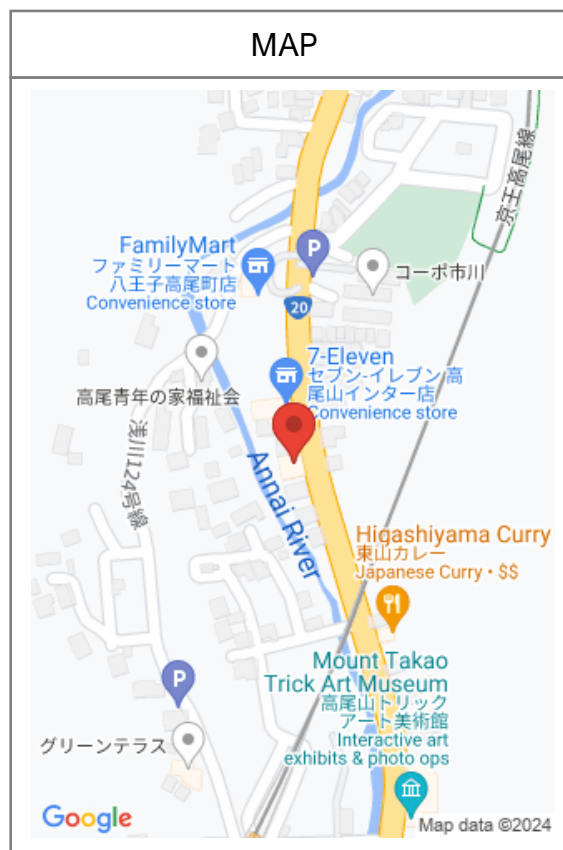 MAP
京王高尾線
FamilyMart
ファミリーマート
八王子高尾町店
Convenience store
P
コーポ市川
20
7-Eleven
セブン-イレブン 高
尾山インター店
Convenience store
高尾青年の家福祉会
浅川124号線
Annai River
Higashiyama Curry
東山カレー
Japanese Curry • $$
Mount Takao
Trick Art Museum
高尾山トリック
アート美術館
Interactive art
exhibits & photo ops
P
グリーンテラス
Google
Map data ©2024